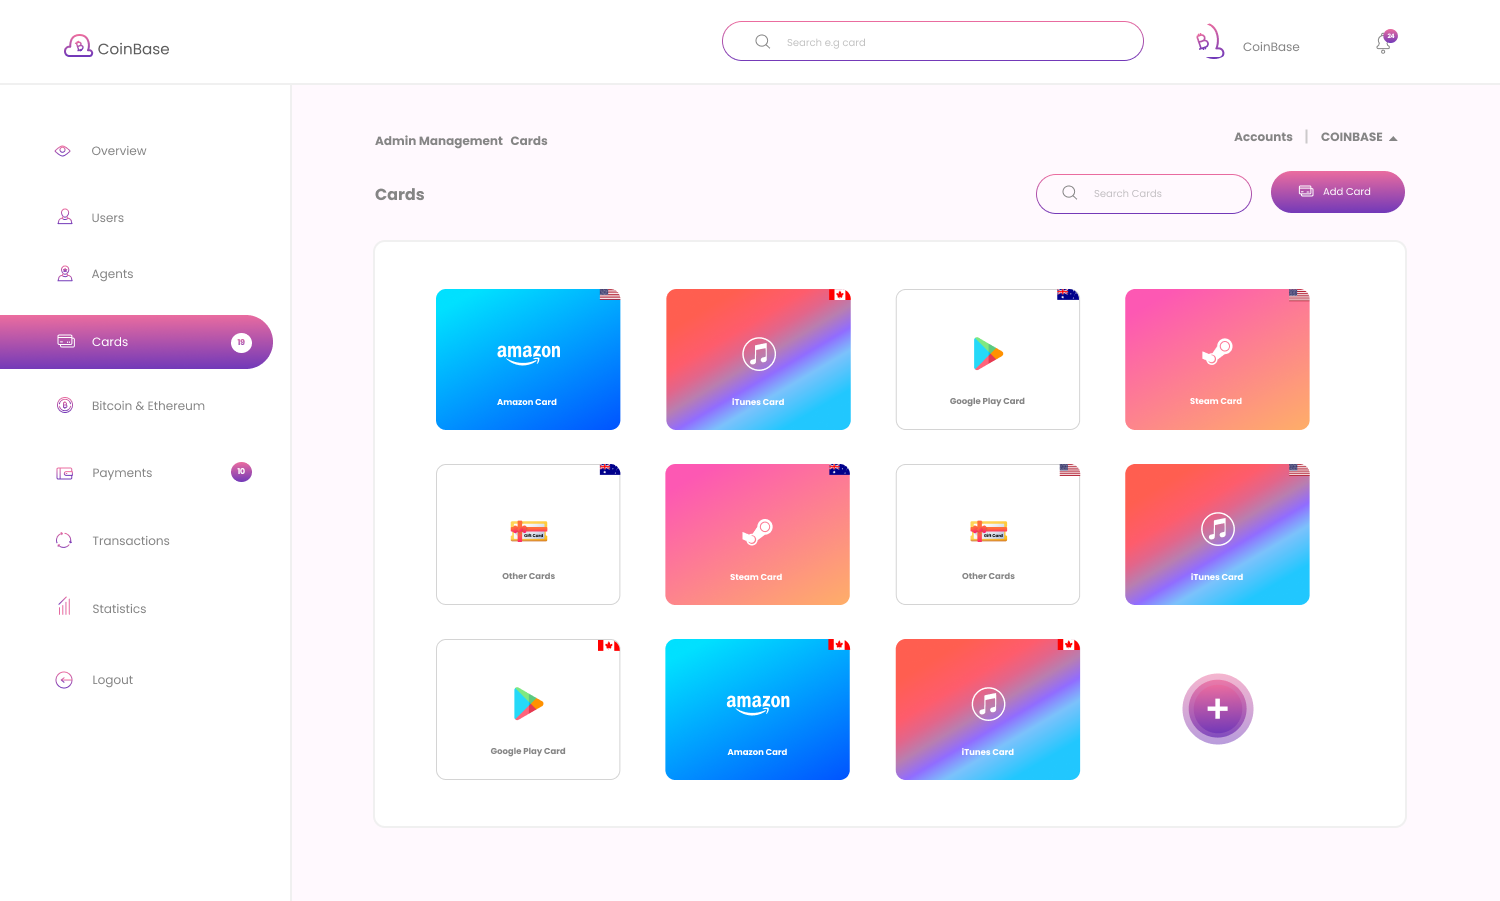 CoinBase
Search e.g card
CoinBase
24
Overview
Users
Agents
Cards 19
Bitcoin & Ethereum
Payments 10
Transactions
Statistics
Logout
Admin Management Cards
Accounts | COINBASE
Cards
Search Cards
Add Card
amazon
Amazon Card
iTunes Card
Google Play Card
Steam Card
Gift Card
Other Cards
Steam Card
Gift Card
Other Cards
iTunes Card
Google Play Card
amazon
Amazon Card
iTunes Card